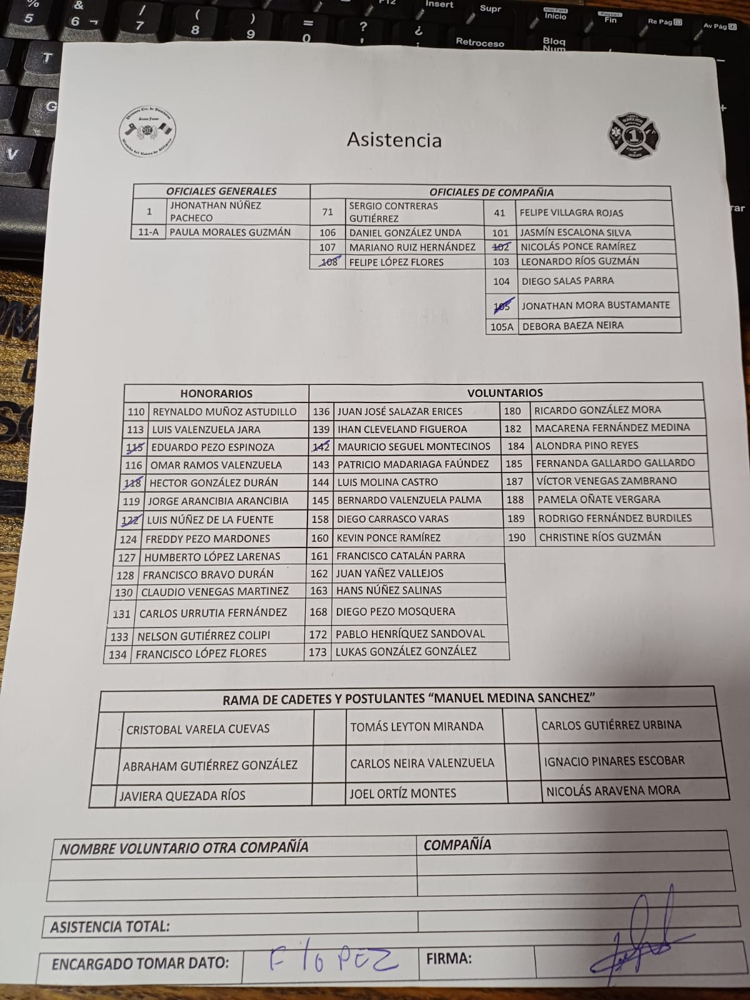 %
5
&
6 ¬
/
7
(
8
)
9
=
0
?
'
¿
F12
Insert
Supr
Imp Pant
Inicio
Pausa/I
Fin
Re Pág
Av Pág
Retroceso
Bloq
Num
T
G
V
Asistencia
1
OFICIALES GENERALES OFICIALES DE COMPAÑIA
1 JHONATHAN NÚÑEZ PACHECO 71 SERGIO CONTRERAS GUTIÉRREZ 41 FELIPE VILLAGRA ROJAS
11-A PAULA MORALES GUZMÁN 106 DANIEL GONZÁLEZ UNDA 101 JASMÍN ESCALONA SILVA
107 MARIANO RUIZ HERNÁNDEZ 102 NICOLÁS PONCE RAMÍREZ
108 FELIPE LÓPEZ FLORES 103 LEONARDO RÍOS GUZMÁN
104 DIEGO SALAS PARRA
105 JONATHAN MORA BUSTAMANTE
105A DEBORA BAEZA NEIRA
HONORARIOS VOLUNTARIOS
110 REYNALDO MUÑOZ ASTUDILLO 136 JUAN JOSÉ SALAZAR ERICES 180 RICARDO GONZÁLEZ MORA
113 LUIS VALENZUELA JARA 139 IHAN CLEVELAND FIGUEROA 182 MACARENA FERNÁNDEZ MEDINA
115 EDUARDO PEZO ESPINOZA 142 MAURICIO SEGUEL MONTECINOS 184 ALONDRA PINO REYES
116 OMAR RAMOS VALENZUELA 143 PATRICIO MADARIAGA FAÚNDEZ 185 FERNANDA GALLARDO GALLARDO
118 HECTOR GONZÁLEZ DURÁN 144 LUIS MOLINA CASTRO 187 VÍCTOR VENEGAS ZAMBRANO
119 JORGE ARANCIBIA ARANCIBIA 145 BERNARDO VALENZUELA PALMA 188 PAMELA OÑATE VERGARA
122 LUIS NÚÑEZ DE LA FUENTE 158 DIEGO CARRASCO VARAS 189 RODRIGO FERNÁNDEZ BURDILES
124 FREDDY PEZO MARDONES 160 KEVIN PONCE RAMÍREZ 190 CHRISTINE RÍOS GUZMÁN
127 HUMBERTO LÓPEZ LARENAS 161 FRANCISCO CATALÁN PARRA
128 FRANCISCO BRAVO DURÁN 162 JUAN YAÑEZ VALLEJOS
130 CLAUDIO VENEGAS MARTINEZ 163 HANS NÚÑEZ SALINAS
131 CARLOS URRUTIA FERNÁNDEZ 168 DIEGO PEZO MOSQUERA
133 NELSON GUTIÉRREZ COLIPI 172 PABLO HENRÍQUEZ SANDOVAL
134 FRANCISCO LÓPEZ FLORES 173 LUKAS GONZÁLEZ GONZÁLEZ
RAMA DE CADETES Y POSTULANTES “MANUEL MEDINA SANCHEZ”
CRISTOBAL VARELA CUEVAS TOMÁS LEYTON MIRANDA CARLOS GUTIÉRREZ URBINA
ABRAHAM GUTIÉRREZ GONZÁLEZ CARLOS NEIRA VALENZUELA IGNACIO PINARES ESCOBAR
JAVIERA QUEZADA RÍOS JOEL ORTÍZ MONTES NICOLÁS ARAVENA MORA
NOMBRE VOLUNTARIO OTRA COMPAÑÍA COMPAÑÍA
ASISTENCIA TOTAL:
ENCARGADO TOMAR DATO: F LOPEZ FIRMA: